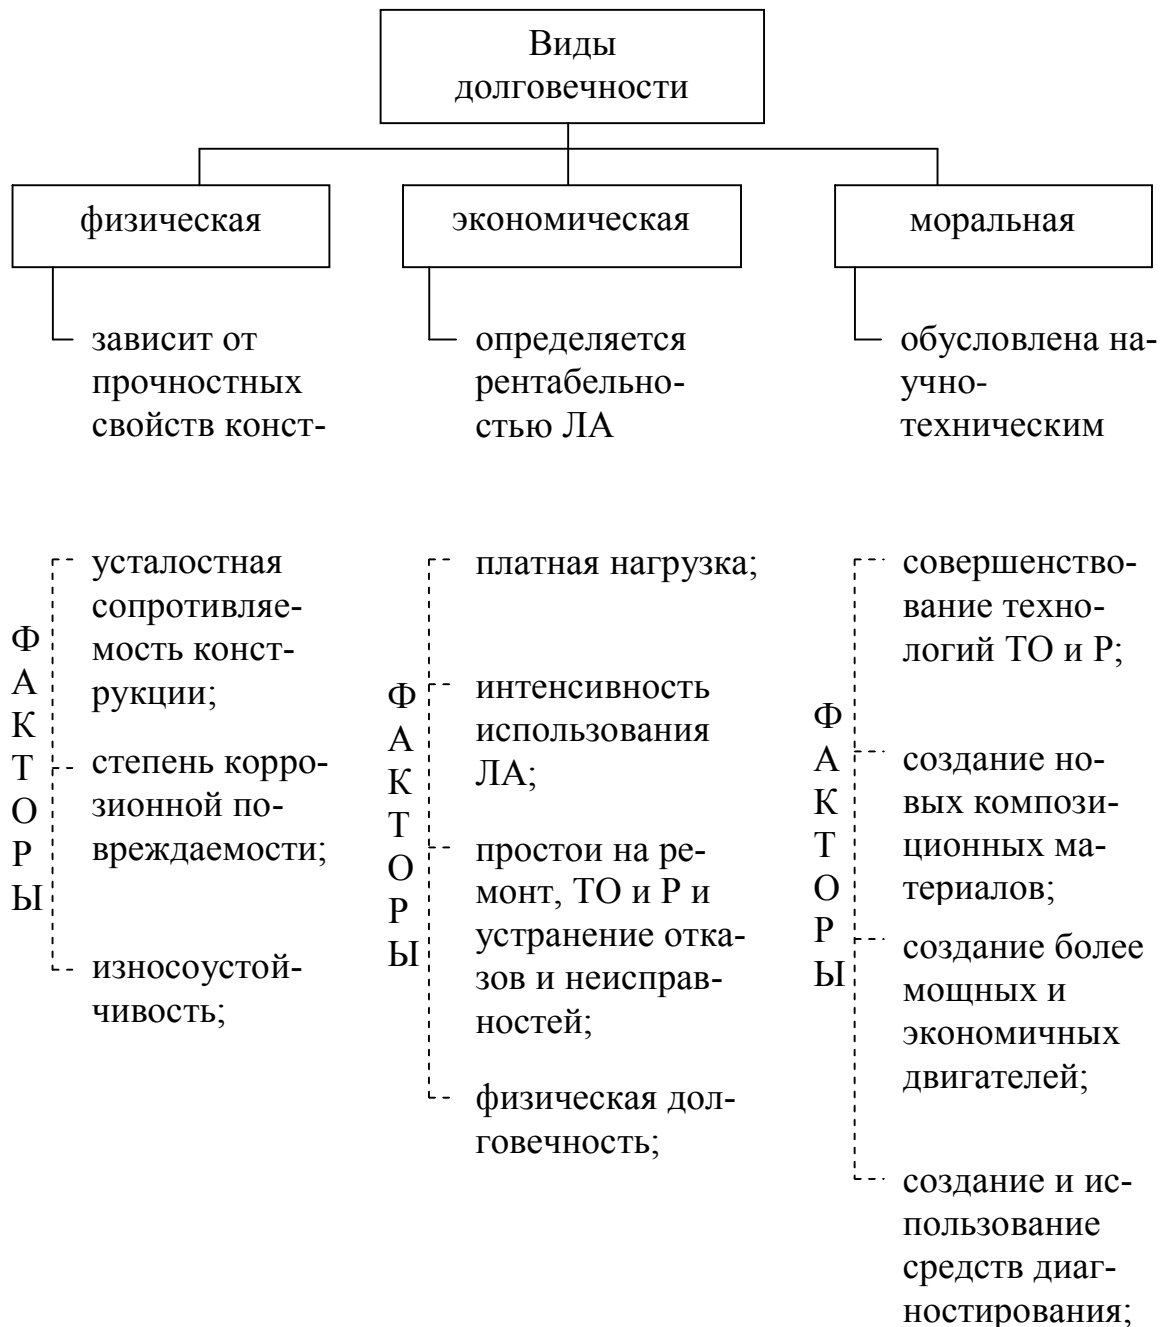 Виды
долговечности
физическая
экономическая
моральная
зависит от
прочностных
свойств конст-
определяется
рентабельно-
стью ЛА
обусловлена на-
учно-
техническим
ФАКТОРЫ
усталостная
сопротивляе-
мость конст-
рукции;
степень корро-
зионной по-
вреждаемости;
износоустой-
чивость;
ФАКТОРЫ
платная нагрузка;
интенсивность
использования
ЛА;
простои на ре-
монт, ТО и Р и
устранение отка-
зов и неисправ-
ностей;
физическая дол-
говечность;
ФАКТОРЫ
совершенство-
вание техно-
логий ТО и Р;
создание но-
вых компози-
ционных ма-
териалов;
создание более
мощных и
экономичных
двигателей;
создание и ис-
пользование
средств диаг-
ностирования;